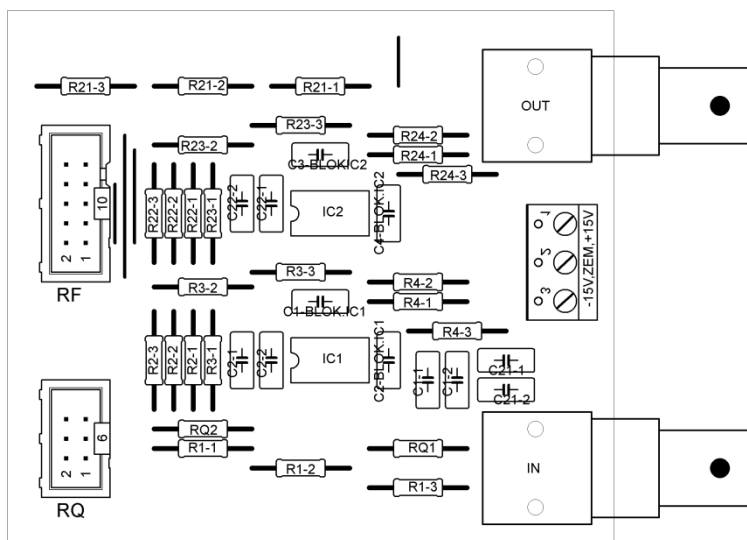 R21-3
R21-2
R21-1
OUT
R23-3
R24-2
R23-2
R24-1
C3-BLOK.IC2
R24-3
10
2
1
RF
R22-3
R22-2
R22-1
R23-1
C22-2
C22-1
IC2
C4-BLOK.IC2
1
2
3
-15V,ZEM,+15V
R3-3
R3-2
R4-2
R4-1
C1-BLOK.IC1
R4-3
R2-3
R2-2
R2-1
R3-1
C2-1
C2-2
IC1
C2-BLOK.IC1
C1-1
C1-2
C21-1
C21-2
6
2
1
RQ
RQ2
R1-1
RQ1
R1-2
R1-3
IN